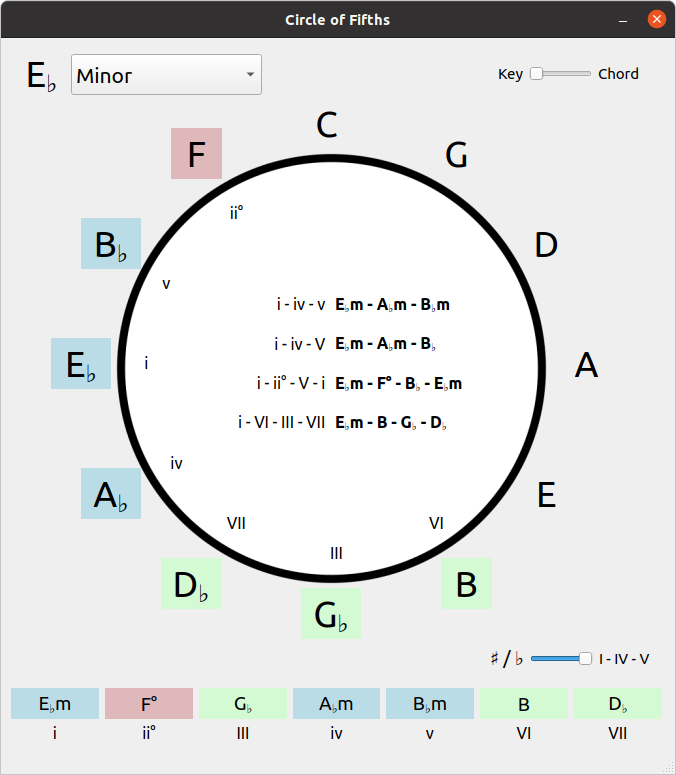 Circle of Fifths
E♭ Minor
Key Chord
C
F G
B♭ D
ii°
v
i - iv - v E♭m - A♭m - B♭m
i - iv - V E♭m - A♭m - B♭
E♭ i A
i - ii° - V - i E♭m - F° - B♭ - E♭m
i - VI - III - VII E♭m - B - G♭ - D♭
iv
A♭ E
VII VI
III
D♭ B
G♭
♯ / ♭ I - IV - V
E♭m F° G♭ A♭m B♭m B D♭
i ii° III iv v VI VII